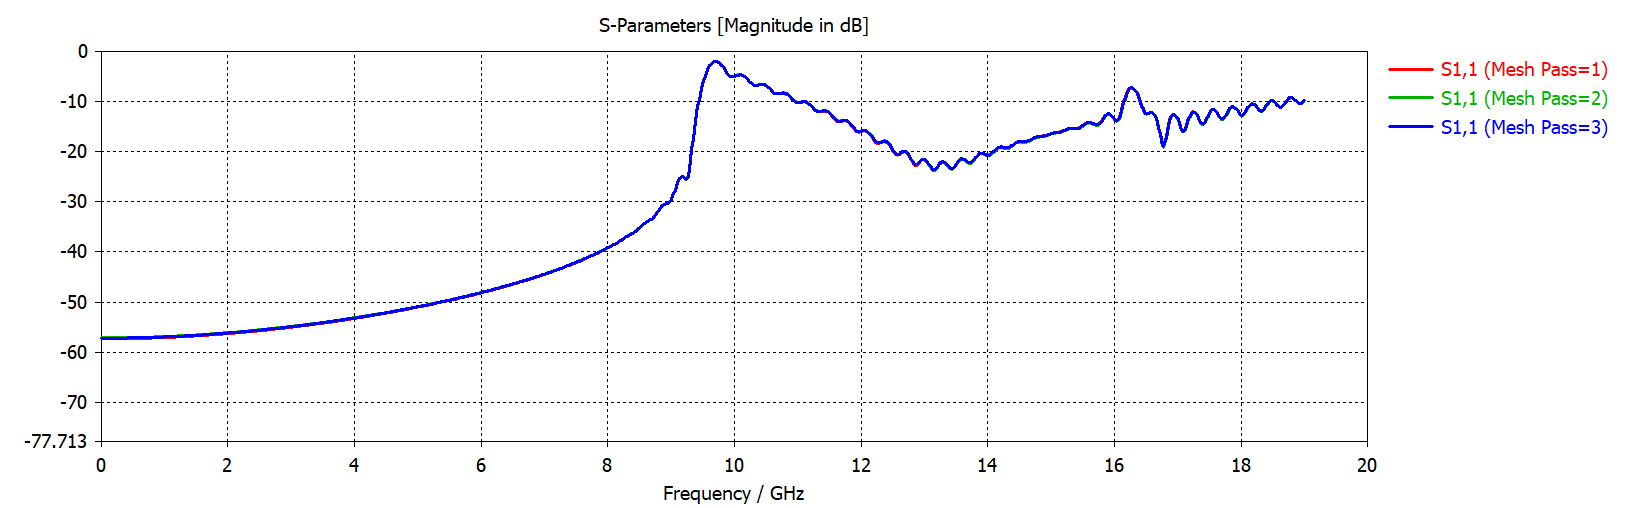 S-Parameters [Magnitude in dB]
0
-10
-20
-30
-40
-50
-60
-70
-77.713
0 2 4 6 8 10 12 14 16 18 20
Frequency / GHz
S1,1 (Mesh Pass=1)
S1,1 (Mesh Pass=2)
S1,1 (Mesh Pass=3)